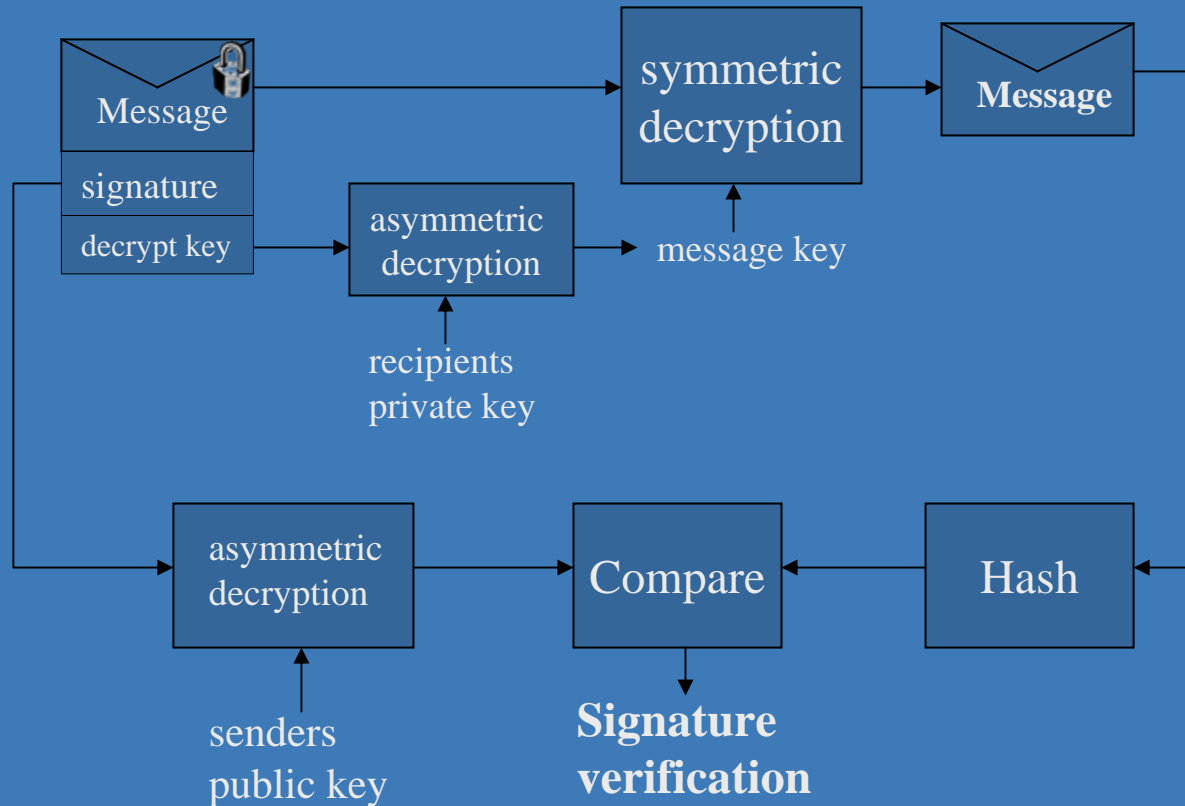 Message
signature
decrypt key
asymmetric
decryption
recipients
private key
symmetric
decryption
message key
Message
asymmetric
decryption
senders
public key
Compare
Signature
verification
Hash